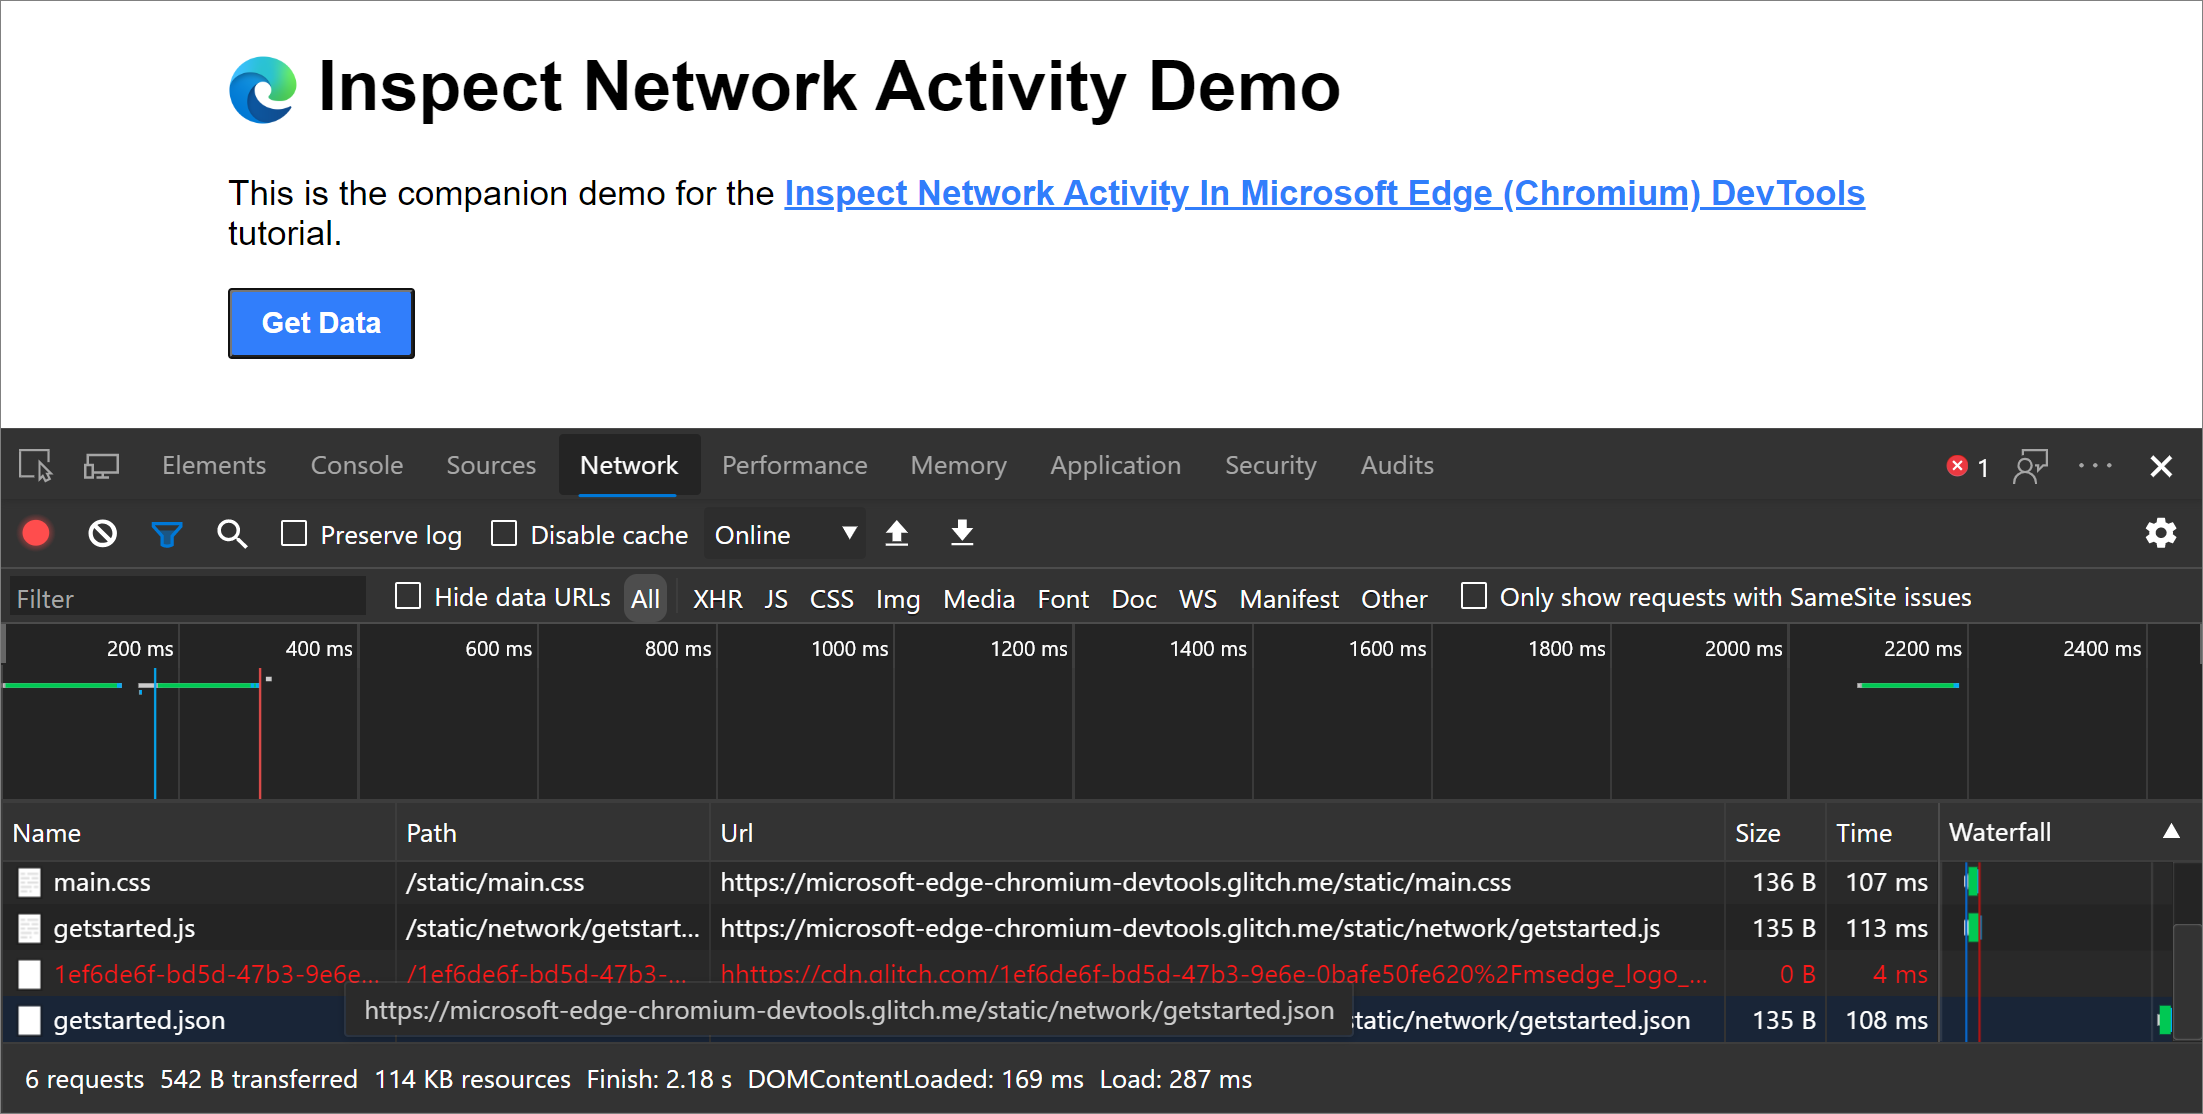 Inspect Network Activity Demo
This is the companion demo for the Inspect Network Activity In Microsoft Edge (Chromium) DevTools
tutorial.
Get Data
Elements Console Sources Network Performance Memory Application Security Audits 1
Preserve log Disable cache Online
Filter Hide data URLs All XHR JS CSS Img Media Font Doc WS Manifest Other Only show requests with SameSite issues
200 ms 400 ms 600 ms 800 ms 1000 ms 1200 ms 1400 ms 1600 ms 1800 ms 2000 ms 2200 ms 2400 ms
Name Path Url Size Time Waterfall
main.css /static/main.css https://microsoft-edge-chromium-devtools.glitch.me/static/main.css 136 B 107 ms
getstarted.js /static/network/getstart... https://microsoft-edge-chromium-devtools.glitch.me/static/network/getstarted.js 135 B 113 ms
1ef6de6f-bd5d-47b3-9e6e... /1ef6de6f-bd5d-47b3-... hhttps://cdn.glitch.com/1ef6de6f-bd5d-47b3-9e6e-0bafe50fe620%2Fmsedge_logo_... 0 B 4 ms
https://microsoft-edge-chromium-devtools.glitch.me/static/network/getstarted.json
getstarted.json static/network/getstarted.json 135 B 108 ms
6 requests 542 B transferred 114 KB resources Finish: 2.18 s DOMContentLoaded: 169 ms Load: 287 ms